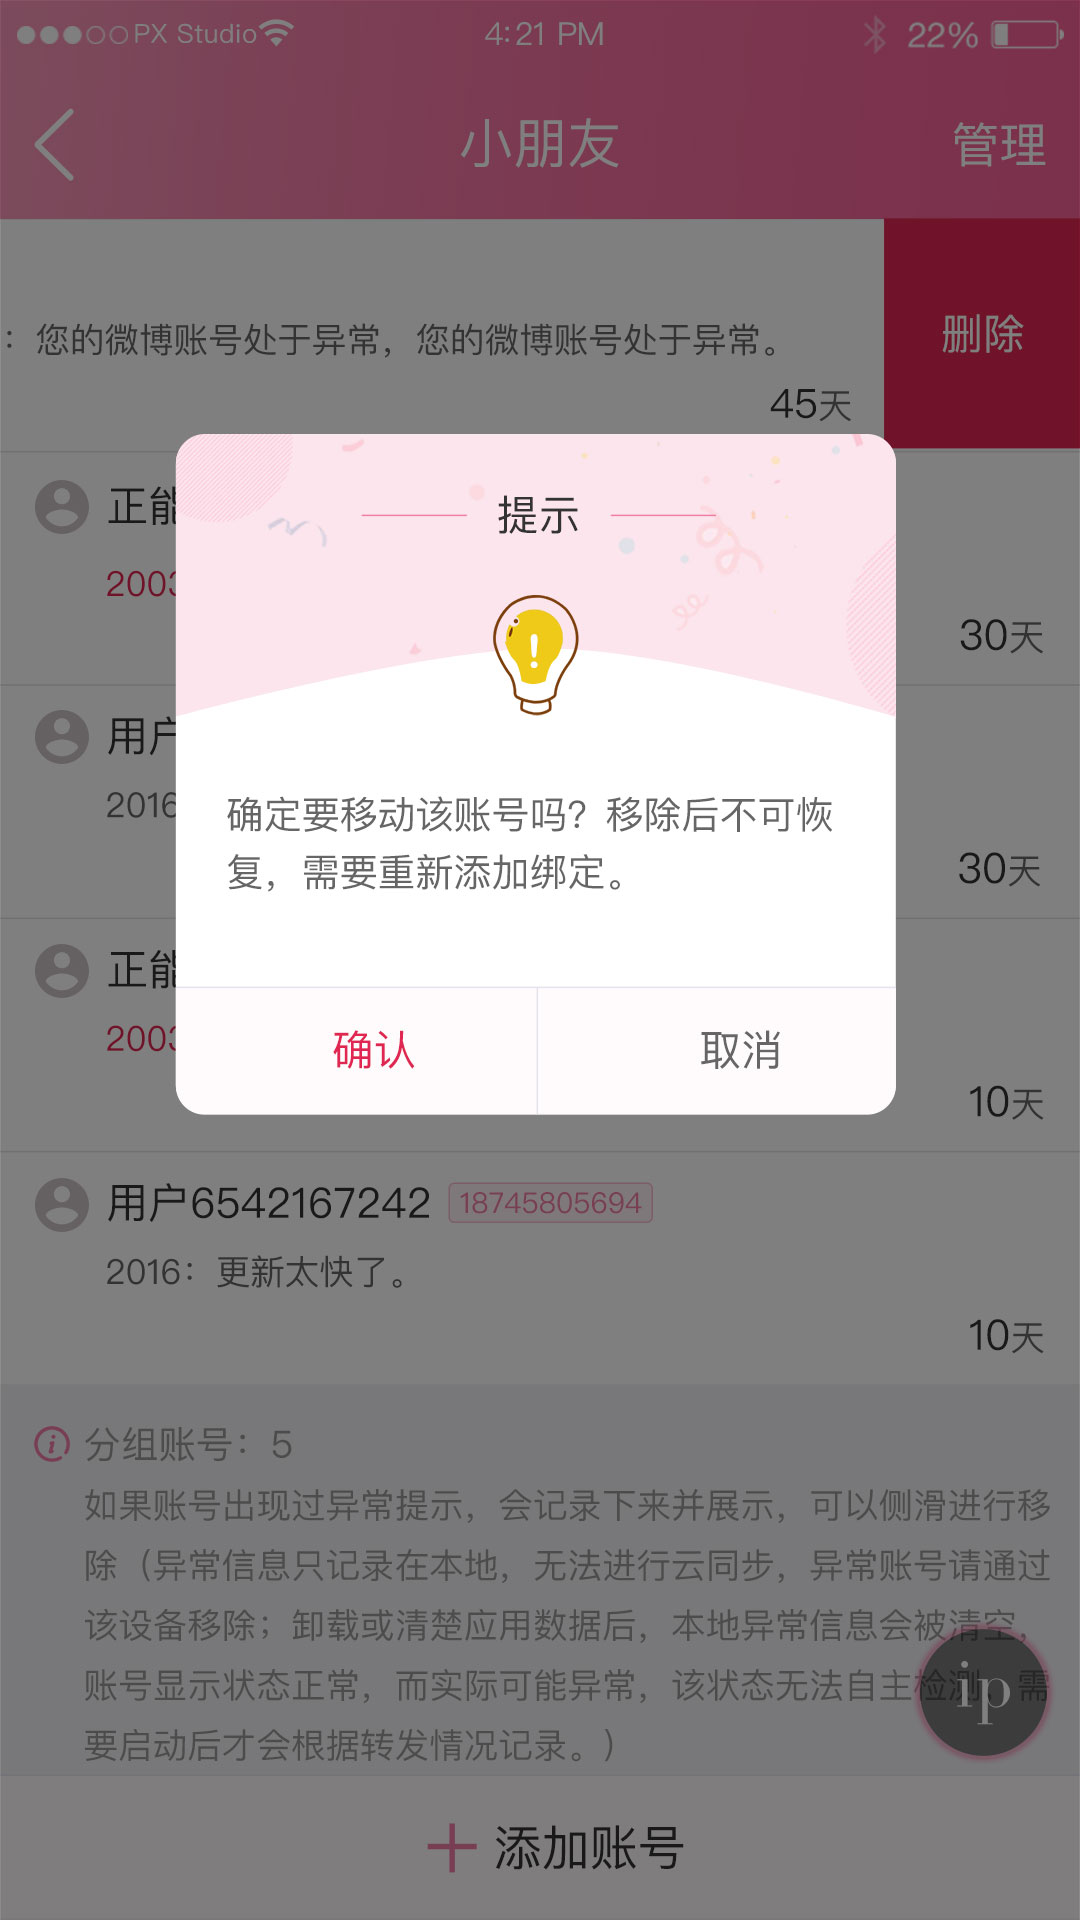 PX Studio 4:21 PM 22%
小朋友 管理
：您的微博账号处于异常，您的微博账号处于异常。 删除
45天
提示
正能
2003
30天
用户
2016
30天
确定要移动该账号吗？移除后不可恢
复，需要重新添加绑定。
正能
2003
确认 取消
10天
用户6542167242 18745805694
2016：更新太快了。
10天
分组账号：5
如果账号出现过异常提示，会记录下来并展示，可以侧滑进行移
除（异常信息只记录在本地，无法进行云同步，异常账号请通过
该设备移除；卸载或清楚应用数据后，本地异常信息会被清空，
账号显示状态正常，而实际可能异常，该状态无法自主检测，需
要启动后才会根据转发情况记录。）
ip
添加账号